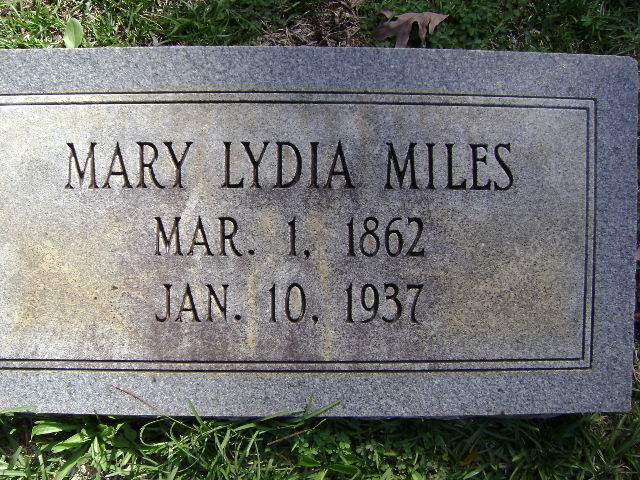 MARY LYDIA MILES
MAR. 1, 1862
JAN. 10, 1937